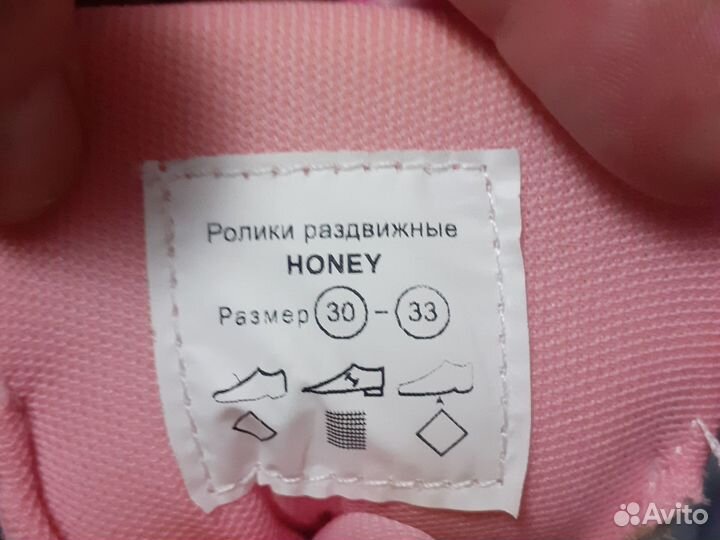 Ролики раздвижные
HONEY
Размер 30 – 33
Avito